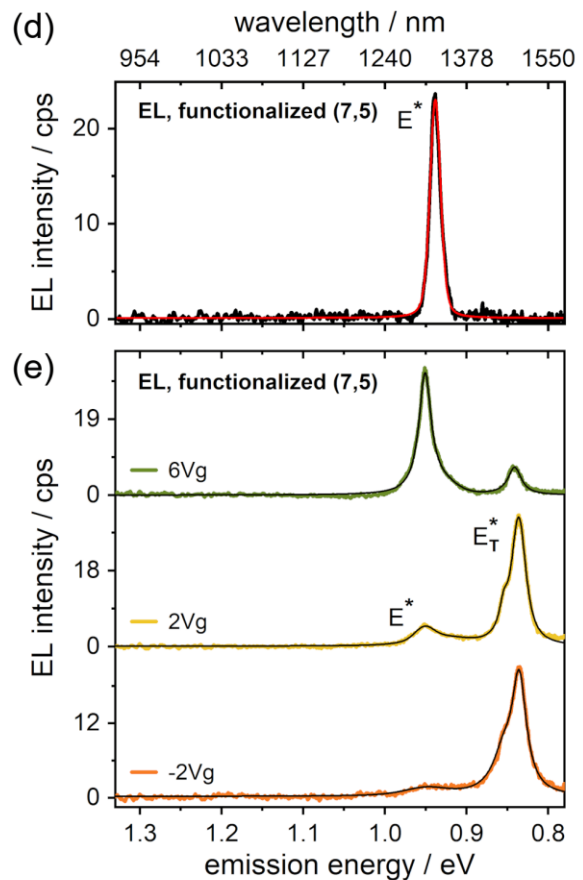 (d)
wavelength / nm
954 1033 1127 1240 1378 1550
EL, functionalized (7,5)
E*
EL intensity / cps
20
10
0
(e)
EL, functionalized (7,5)
EL intensity / cps
19
0
6Vg
E*T
18
0
2Vg
E*
12
0
-2Vg
1.3 1.2 1.1 1.0 0.9 0.8
emission energy / eV